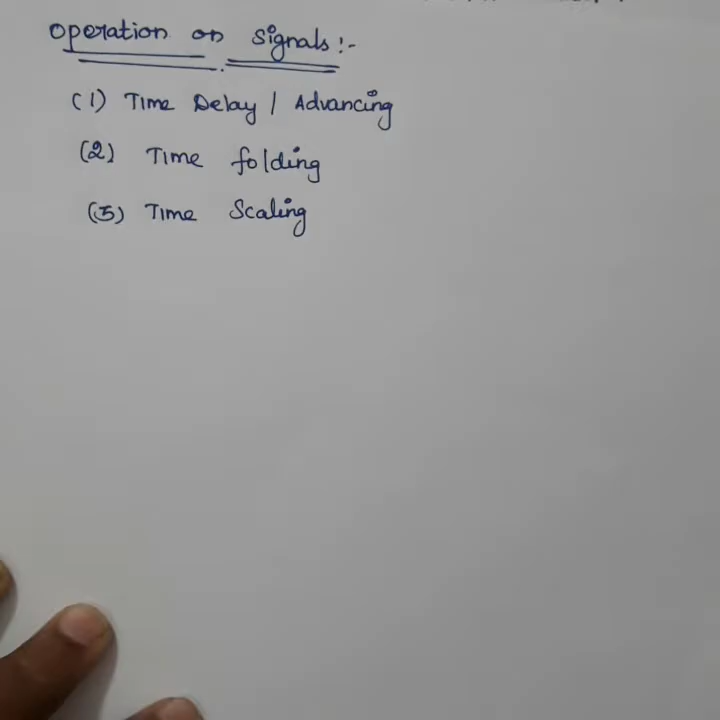 Operation on Signals:-
(1) Time Delay / Advancing
(2) Time folding
(3) Time Scaling